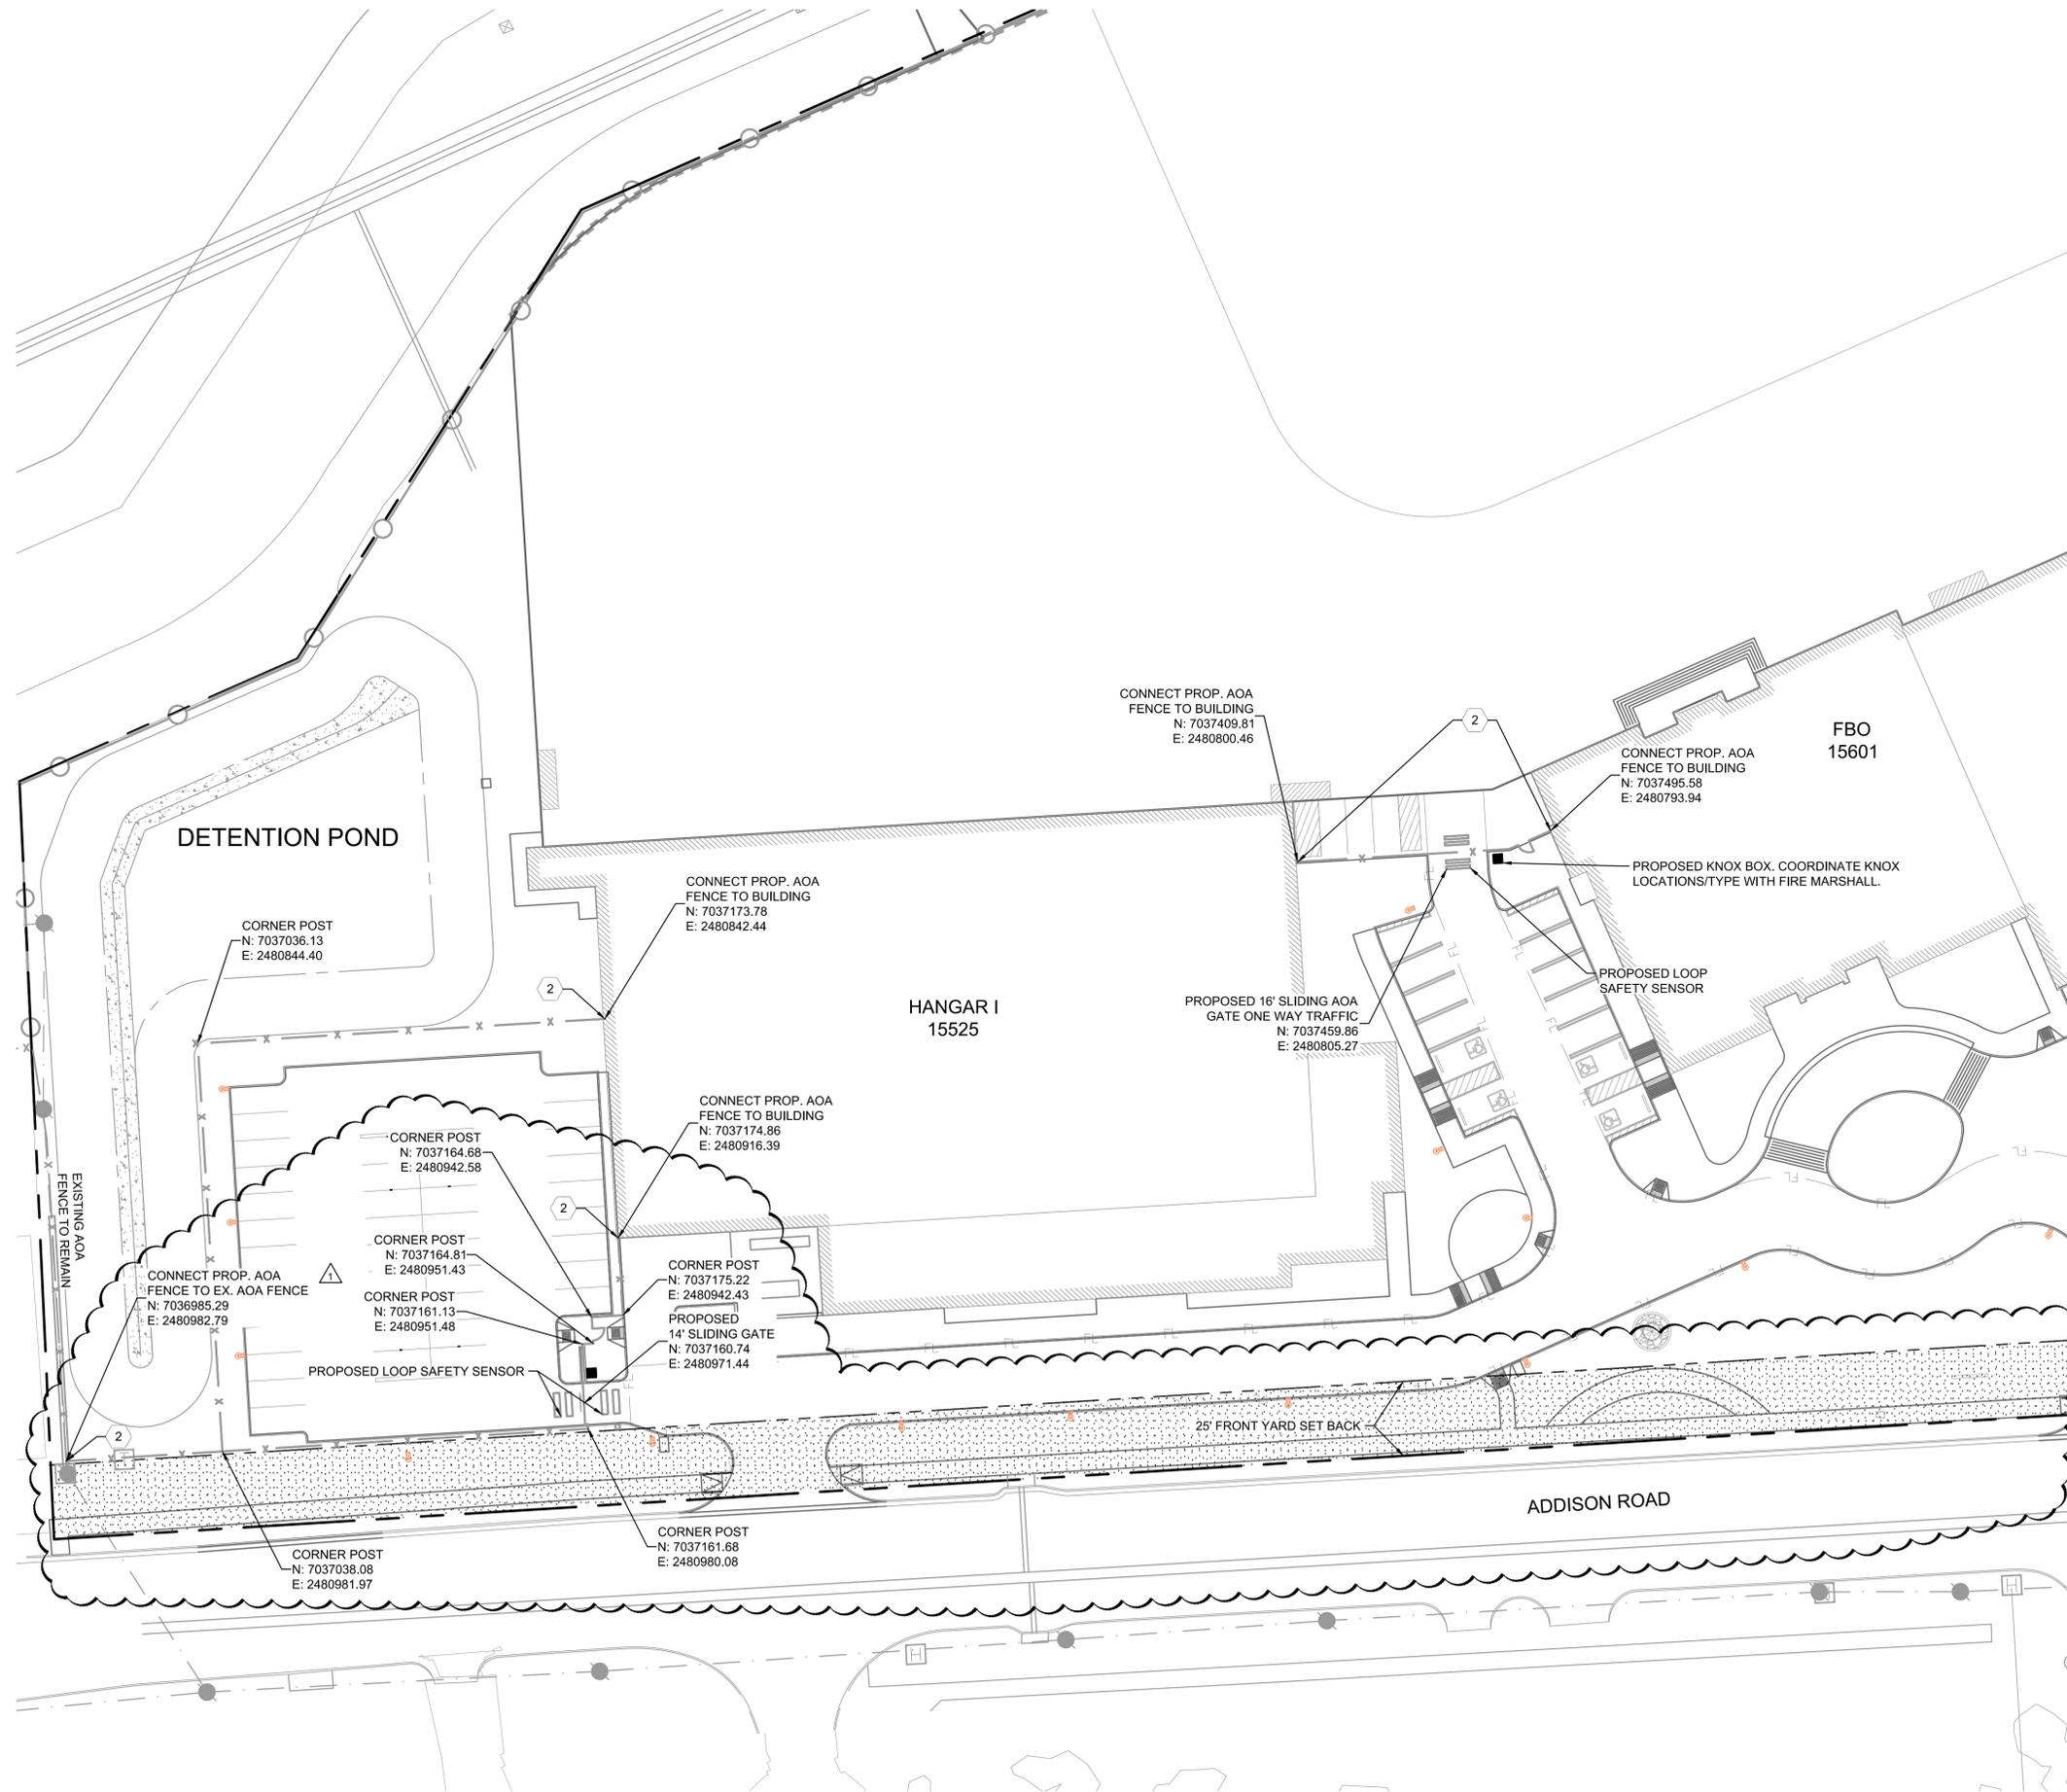 CONNECT PROP. AOA
FENCE TO BUILDING
N: 7037409.81
E: 2480800.46
2
FBO
15601
CONNECT PROP. AOA
FENCE TO BUILDING
N: 7037495.58
E: 2480793.94
DETENTION POND
PROPOSED KNOX BOX. COORDINATE KNOX
LOCATIONS/TYPE WITH FIRE MARSHALL.
CONNECT PROP. AOA
FENCE TO BUILDING
N: 7037173.78
E: 2480842.44
CORNER POST
N: 7037036.13
E: 2480844.40
2
HANGAR I
15525
PROPOSED LOOP
SAFETY SENSOR
PROPOSED 16' SLIDING AOA
GATE ONE WAY TRAFFIC
N: 7037459.86
E: 2480805.27
CONNECT PROP. AOA
FENCE TO BUILDING
N: 7037174.86
E: 2480916.39
CORNER POST
N: 7037164.68
E: 2480942.58
EXISTING AOA
FENCE TO REMAIN
2
CORNER POST
N: 7037164.81
E: 2480951.43
CORNER POST
N: 7037175.22
E: 2480942.43
CONNECT PROP. AOA
FENCE TO EX. AOA FENCE
N: 7036985.29
E: 2480982.79
1
CORNER POST
N: 7037161.13
E: 2480951.48
PROPOSED
14' SLIDING GATE
N: 7037160.74
E: 2480971.44
PROPOSED LOOP SAFETY SENSOR
FL
FL
FL
FL
FL
FL
FL
2
25' FRONT YARD SET BACK
ADDISON ROAD
CORNER POST
N: 7037161.68
E: 2480980.08
CORNER POST
N: 7037038.08
E: 2480981.97